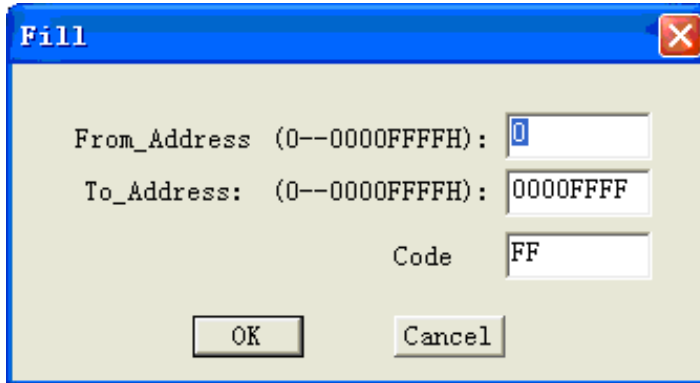 Fill
From_Address (0--0000FFFFH): 0
To_Address: (0--0000FFFFH): 0000FFFF
Code FF
OK Cancel